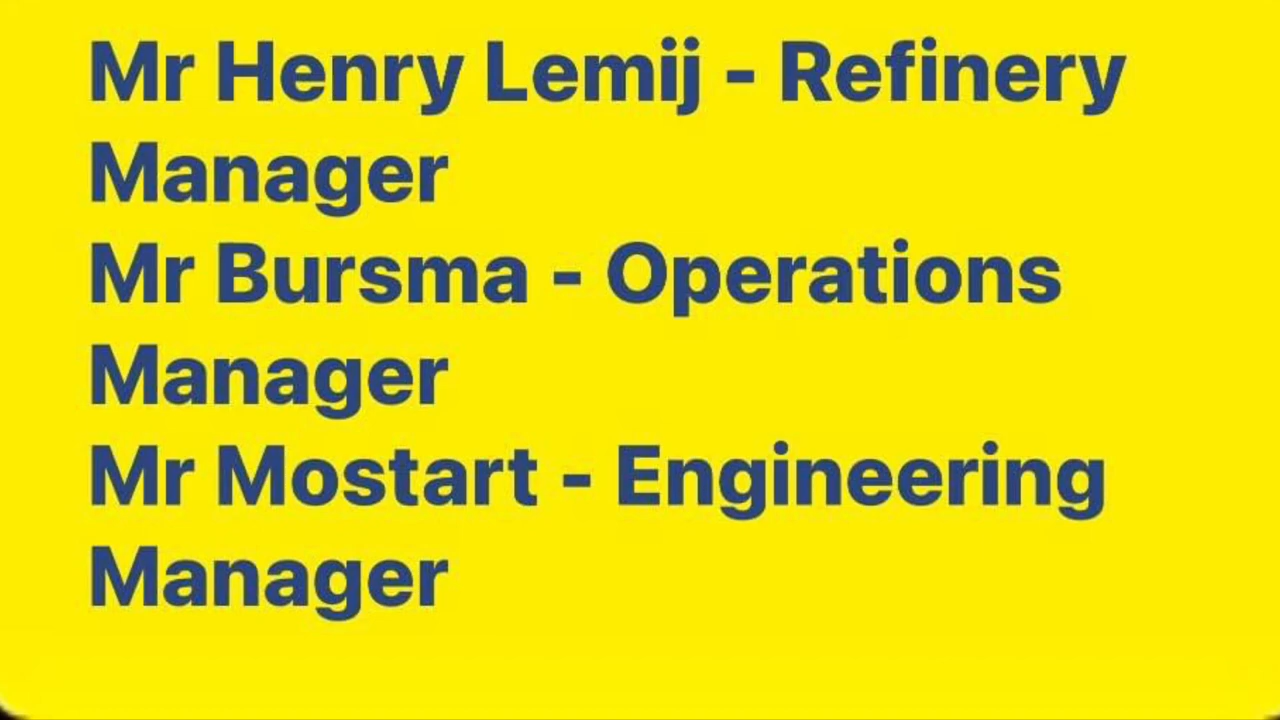 Mr Henry Lemij - Refinery
Manager
Mr Bursma - Operations
Manager
Mr Mostart - Engineering
Manager